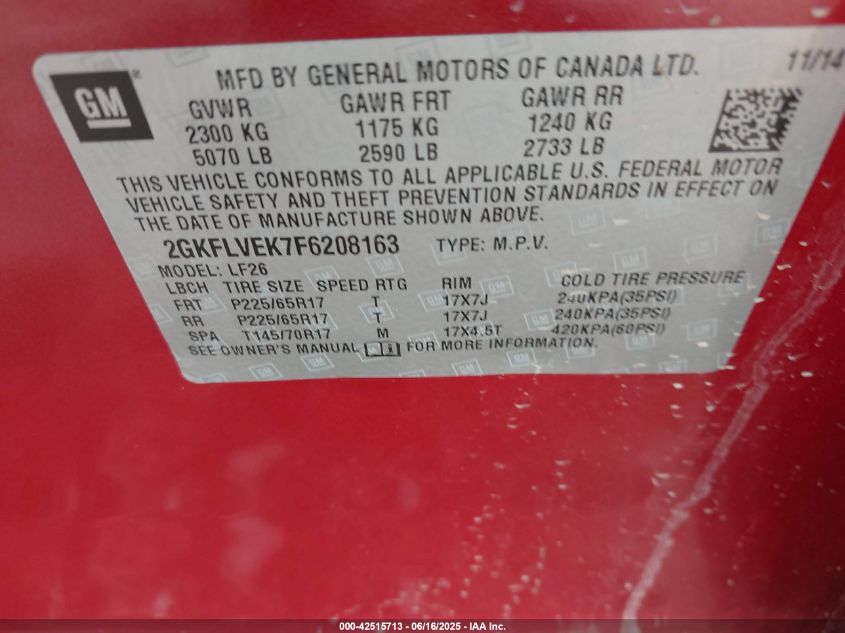 GM
MFD BY GENERAL MOTORS OF CANADA LTD. 11/14
GVWR GAWR FRT GAWR RR
2300 KG 1175 KG 1240 KG
5070 LB 2590 LB 2733 LB
THIS VEHICLE CONFORMS TO ALL APPLICABLE U.S. FEDERAL MOTOR
VEHICLE SAFETY AND THEFT PREVENTION STANDARDS IN EFFECT ON
THE DATE OF MANUFACTURE SHOWN ABOVE.
2GKFLVEK7F6208163 TYPE: M.P.V.
MODEL: LF26
LBCH TIRE SIZE SPEED RTG RIM COLD TIRE PRESSURE
FRT P225/65R17 T 17X7J 240KPA(35PSI)
RR P225/65R17 T 17X7J 240KPA(35PSI)
SPA T145/70R17 M 17X4.5T 420KPA(60PSI)
SEE OWNER'S MANUAL FOR MORE INFORMATION.
000-42515713 - 06/16/2025 - IAA Inc.